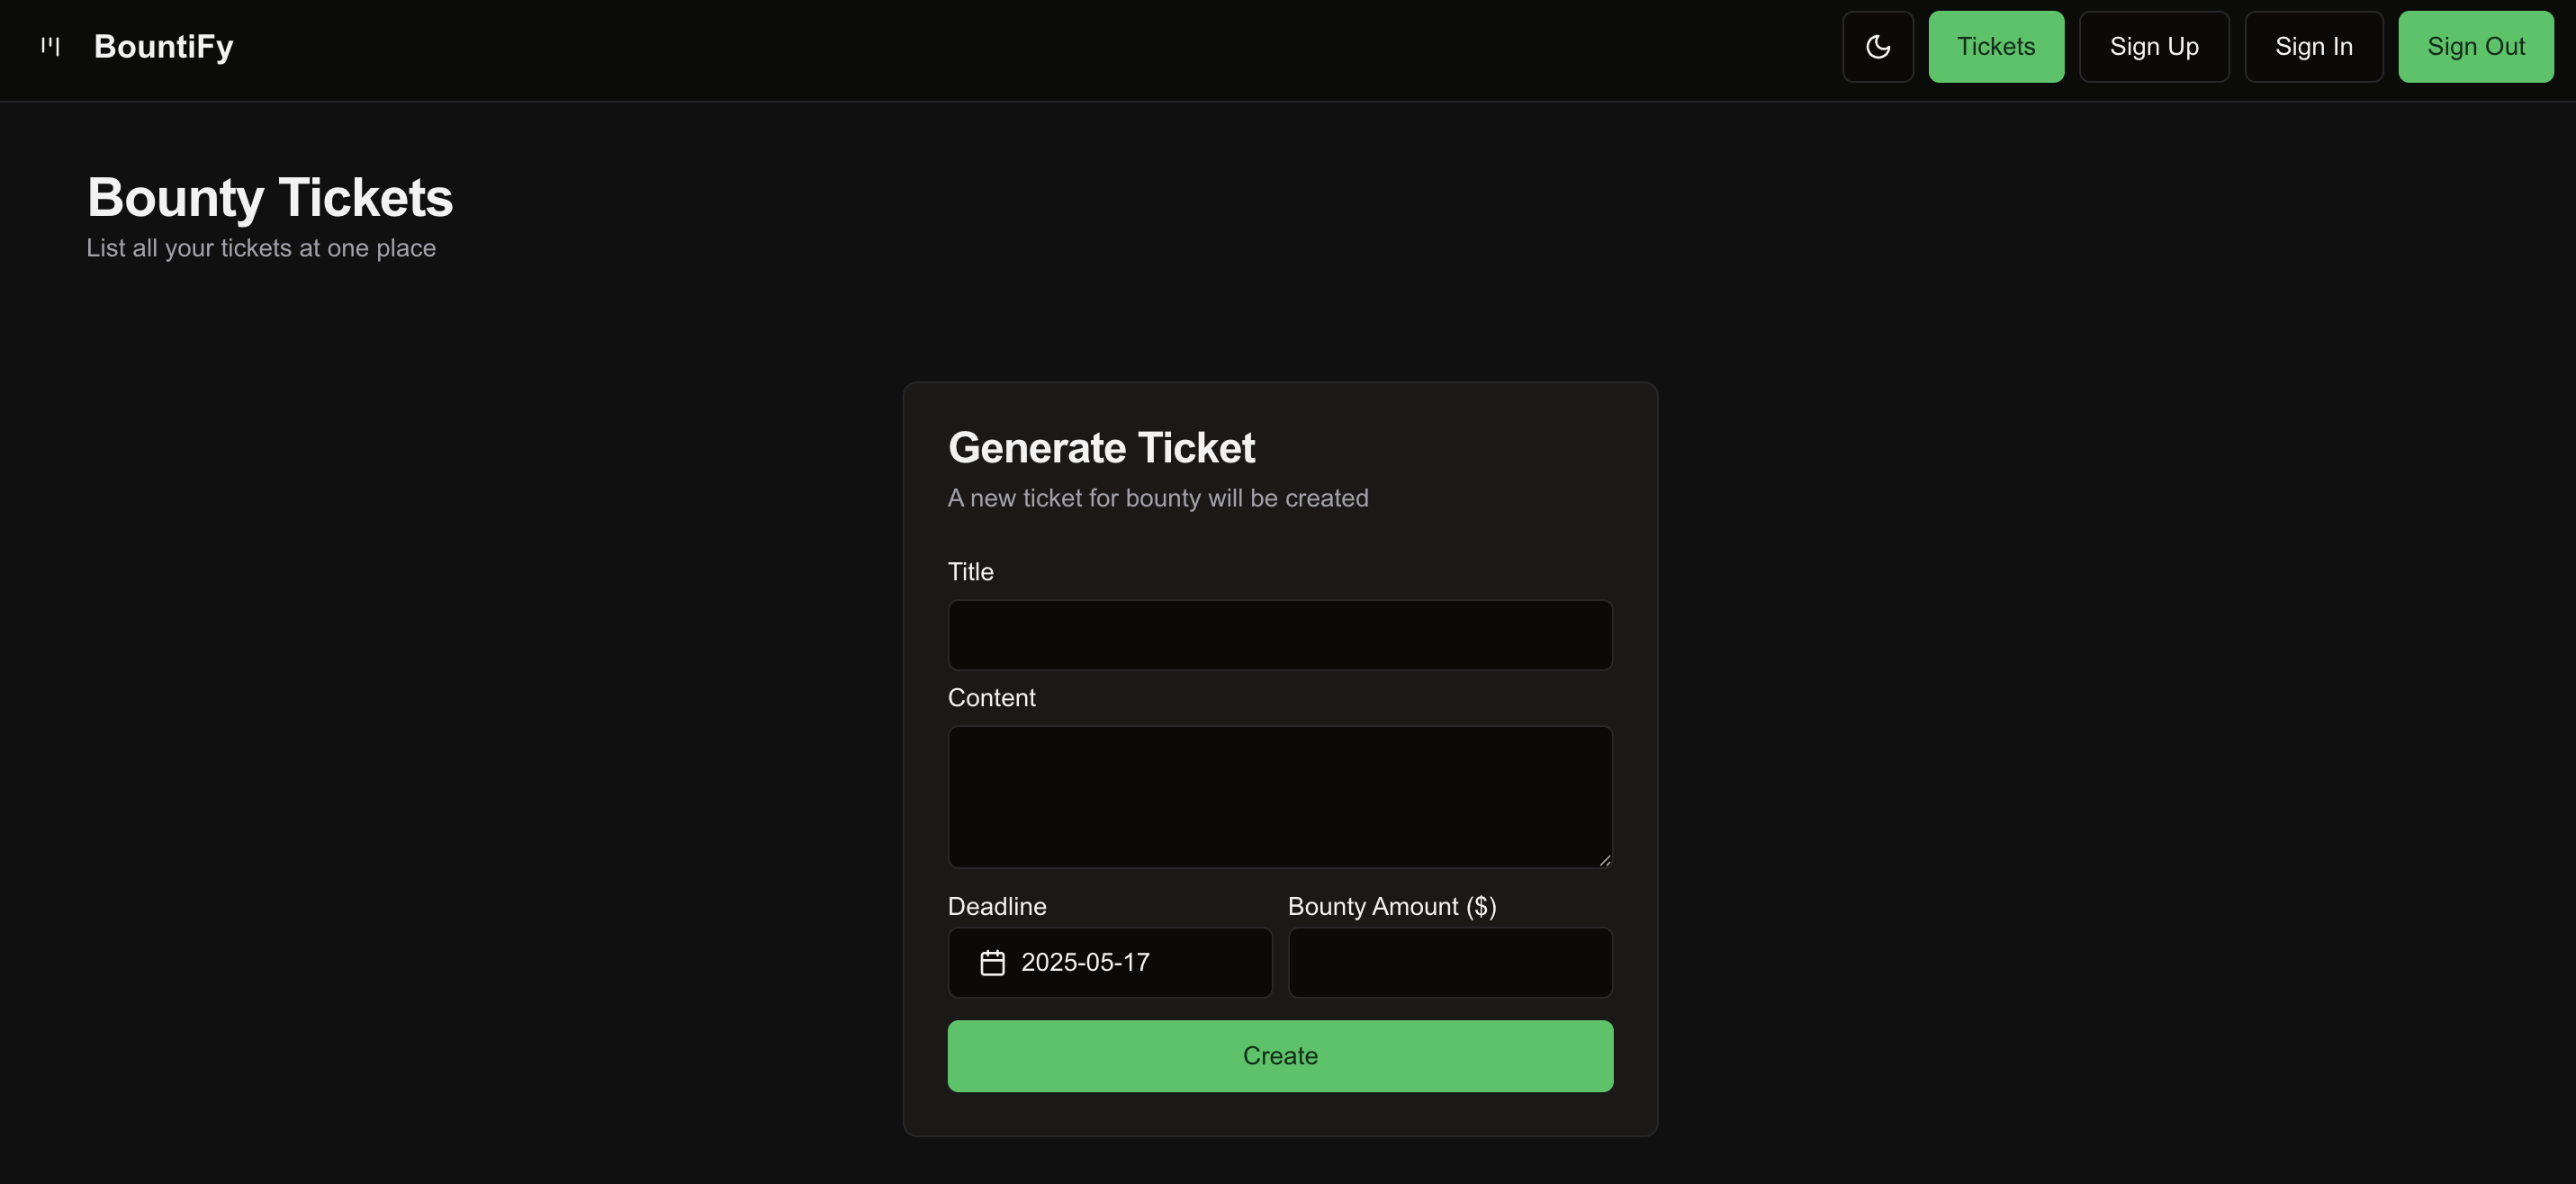 BountiFy
Tickets
Sign Up
Sign In
Sign Out
Bounty Tickets
List all your tickets at one place
Generate Ticket
A new ticket for bounty will be created
Title
Content
Deadline
Bounty Amount ($)
2025-05-17
Create